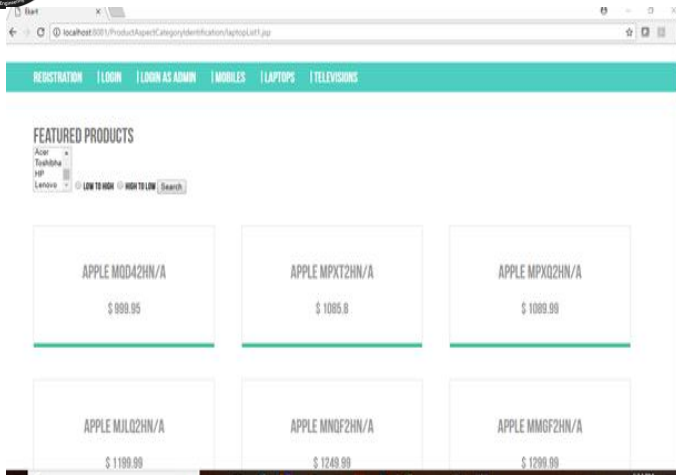 Ekart
localhost:8081/ProductAspectCategoryIdentification/laptopList1.jsp
REGISTRATION | LOGIN | LOGIN AS ADMIN | MOBILES | LAPTOPS | TELEVISIONS
FEATURED PRODUCTS
Acer
Toshibha
HP
Lenovo
LOW TO HIGH HIGH TO LOW Search
APPLE MQD42HN/A APPLE MPXT2HN/A APPLE MPXQ2HN/A
$ 999.95 $ 1085.8 $ 1089.99
APPLE MJLQ2HN/A APPLE MNQF2HN/A APPLE MMGF2HN/A
$ 1199.99 $ 1249.99 $ 1299.99